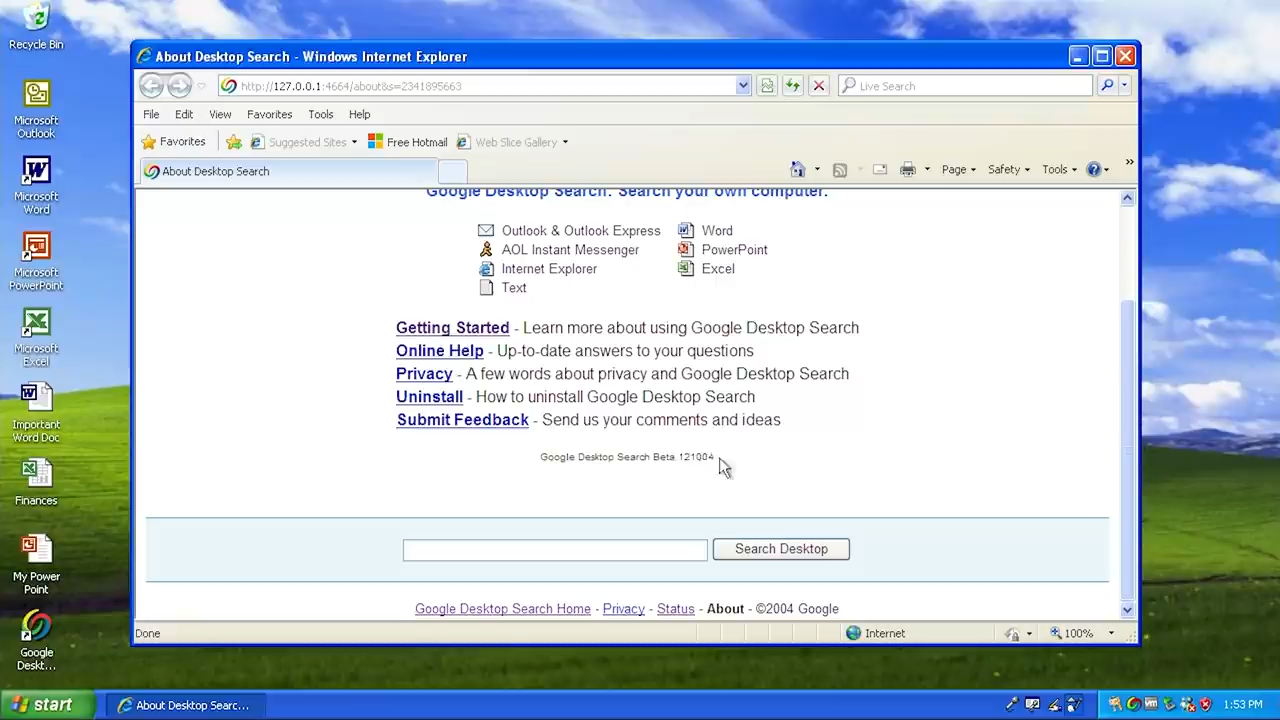 Recycle Bin
Microsoft
Outlook
Microsoft
Word
Microsoft
PowerPoint
Microsoft
Excel
Important
Word Doc
Finances
My Power
Point
Google
Deskt...
About Desktop Search - Windows Internet Explorer
http://127.0.0.1:4664/about&s=2341895663
Live Search
File Edit View Favorites Tools Help
Favorites Suggested Sites Free Hotmail Web Slice Gallery
About Desktop Search
Page Safety Tools
Google Desktop Search: Search your own computer.
Outlook & Outlook Express Word
AOL Instant Messenger PowerPoint
Internet Explorer Excel
Text
Getting Started - Learn more about using Google Desktop Search
Online Help - Up-to-date answers to your questions
Privacy - A few words about privacy and Google Desktop Search
Uninstall - How to uninstall Google Desktop Search
Submit Feedback - Send us your comments and ideas
Google Desktop Search Beta 121004
Search Desktop
Google Desktop Search Home - Privacy - Status - About - ©2004 Google
Done Internet 100%
start About Desktop Searc... 1:53 PM